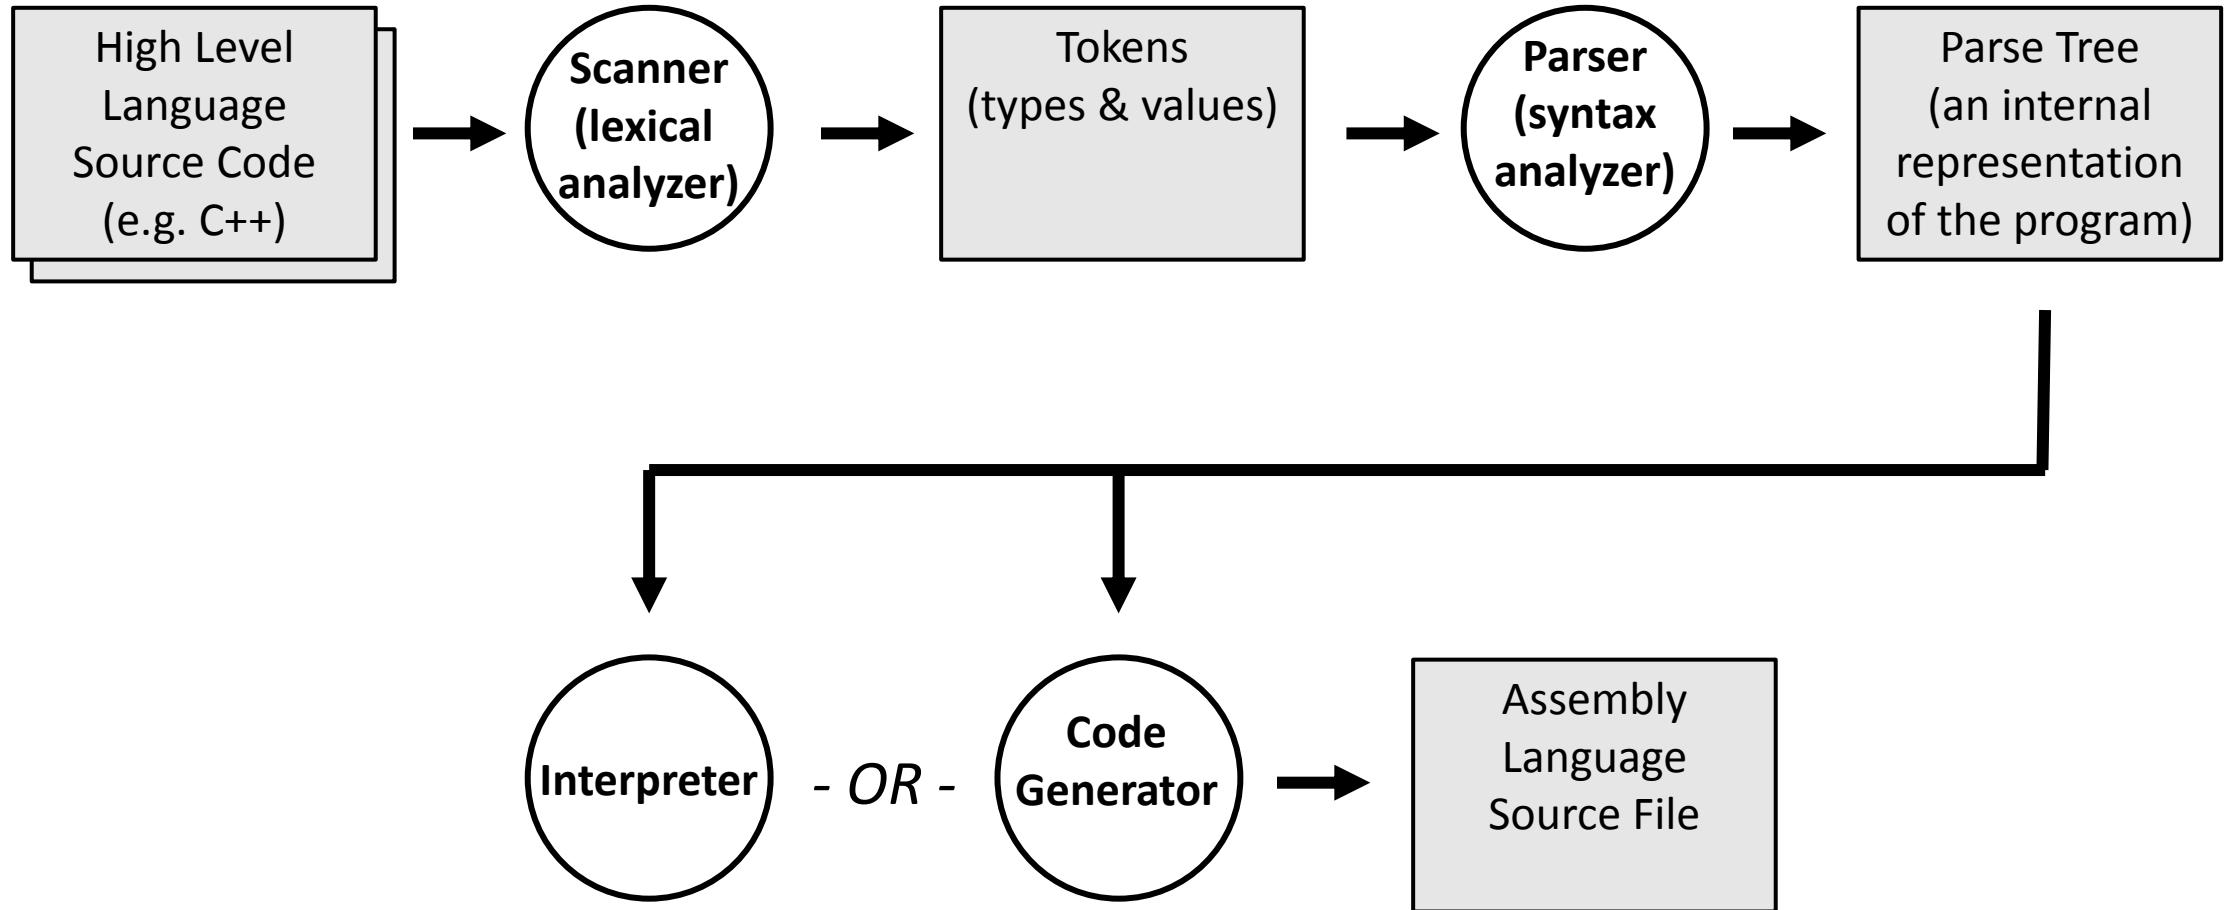 High Level
Language
Source Code
(e.g. C++)
Scanner
(lexical
analyzer)
Tokens
(types & values)
Parser
(syntax
analyzer)
Parse Tree
(an internal
representation
of the program)
Interpreter
- OR -
Code
Generator
Assembly
Language
Source File